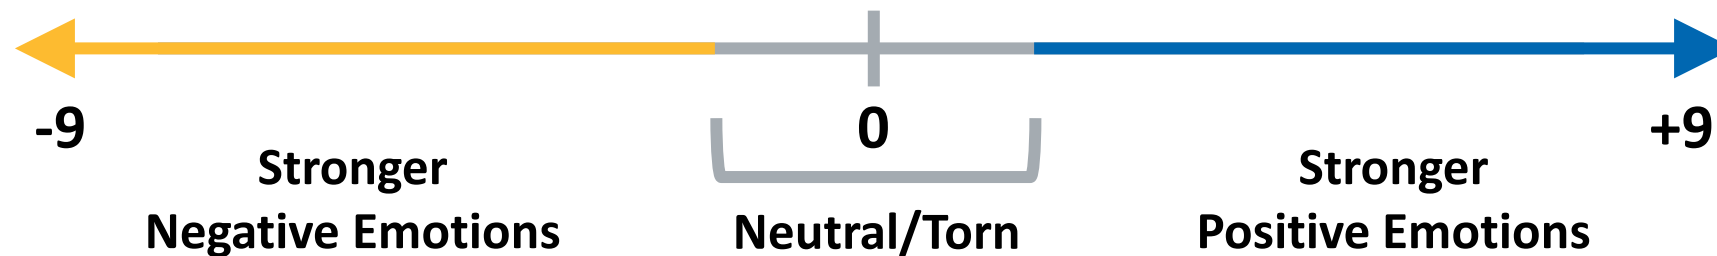 -9
0
+9
Stronger
Negative Emotions
Neutral/Torn
Stronger
Positive Emotions